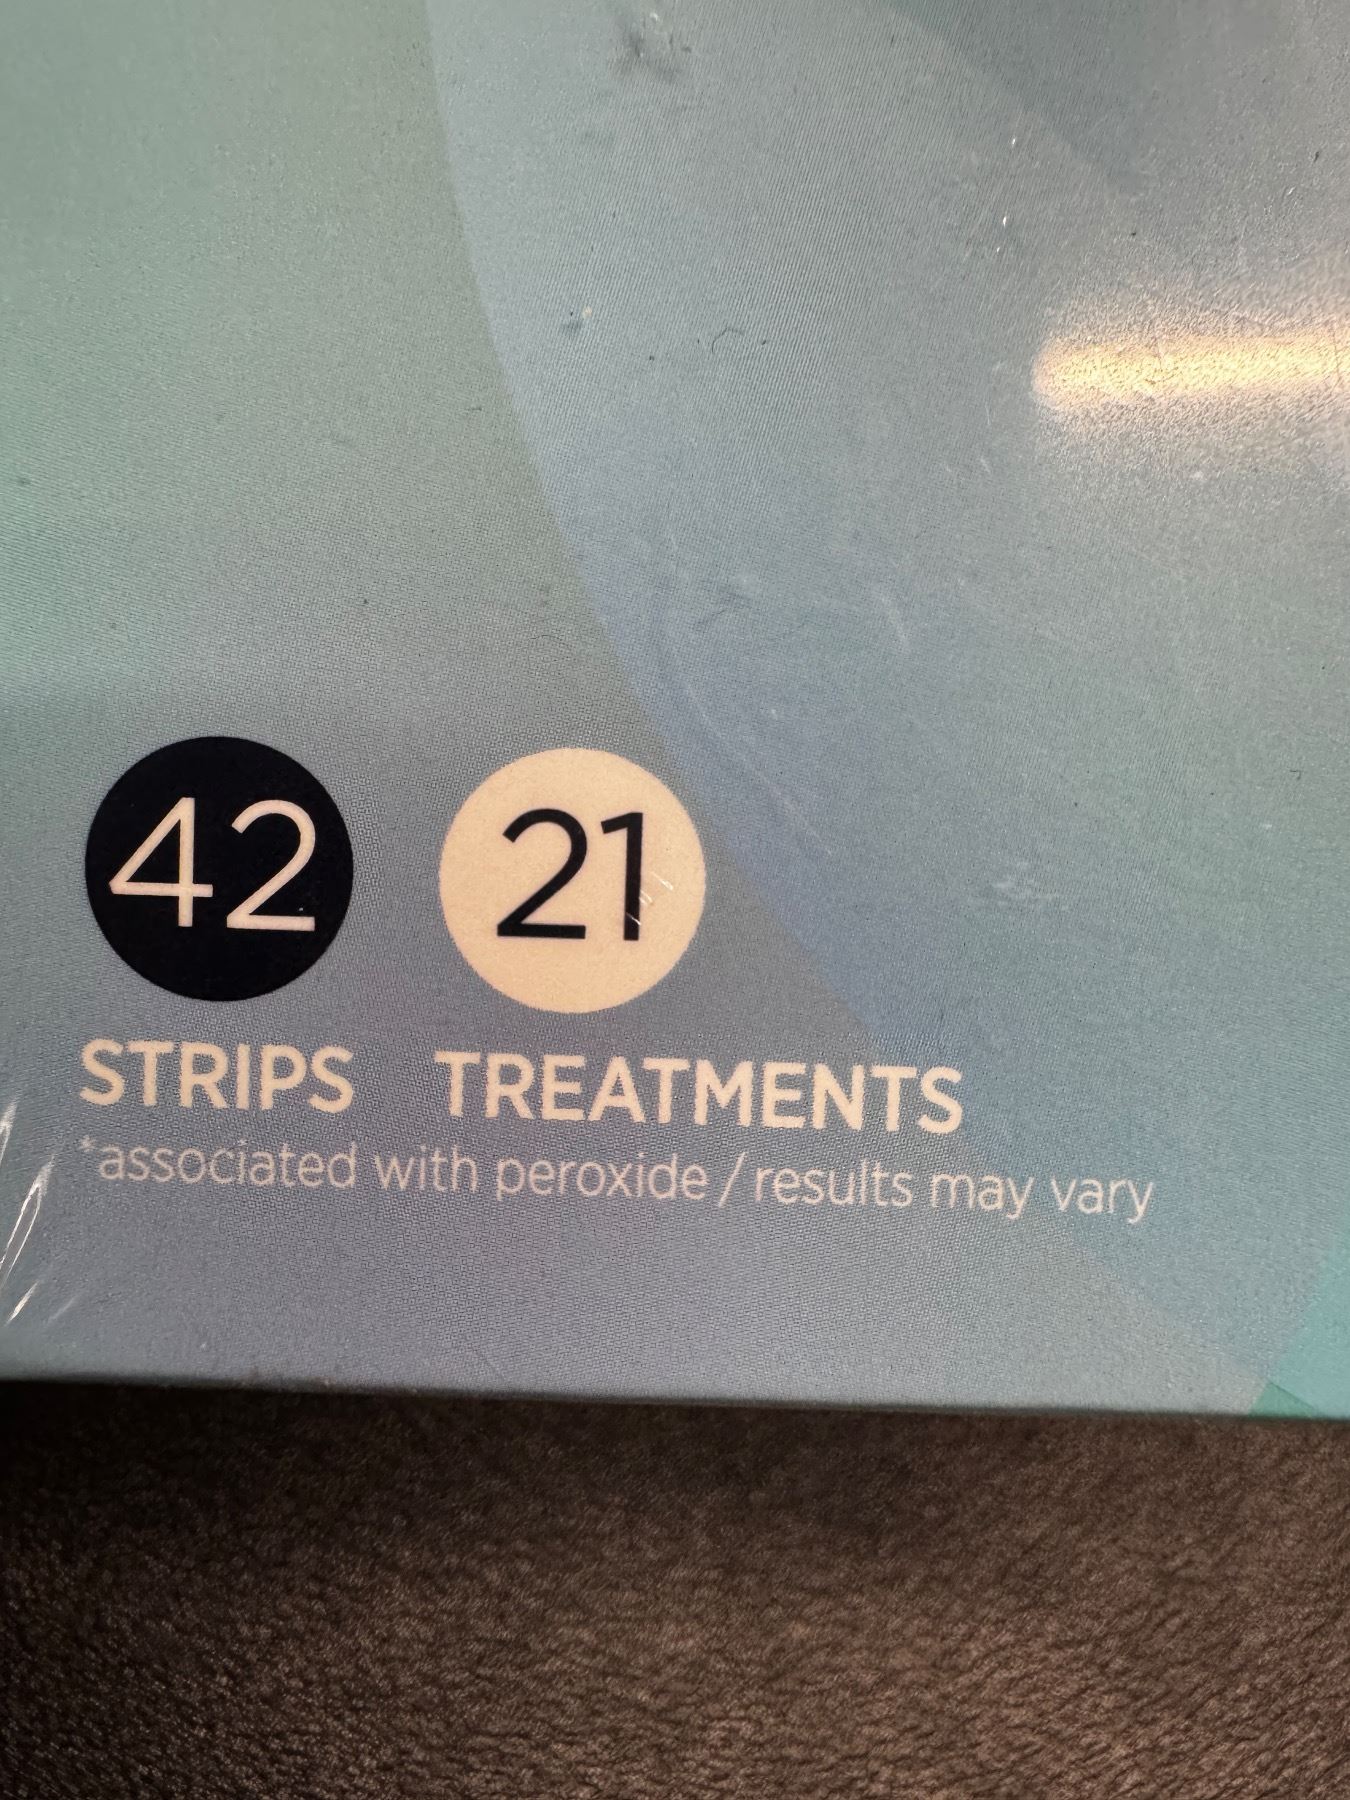 42 21
STRIPS TREATMENTS
*associated with peroxide / results may vary